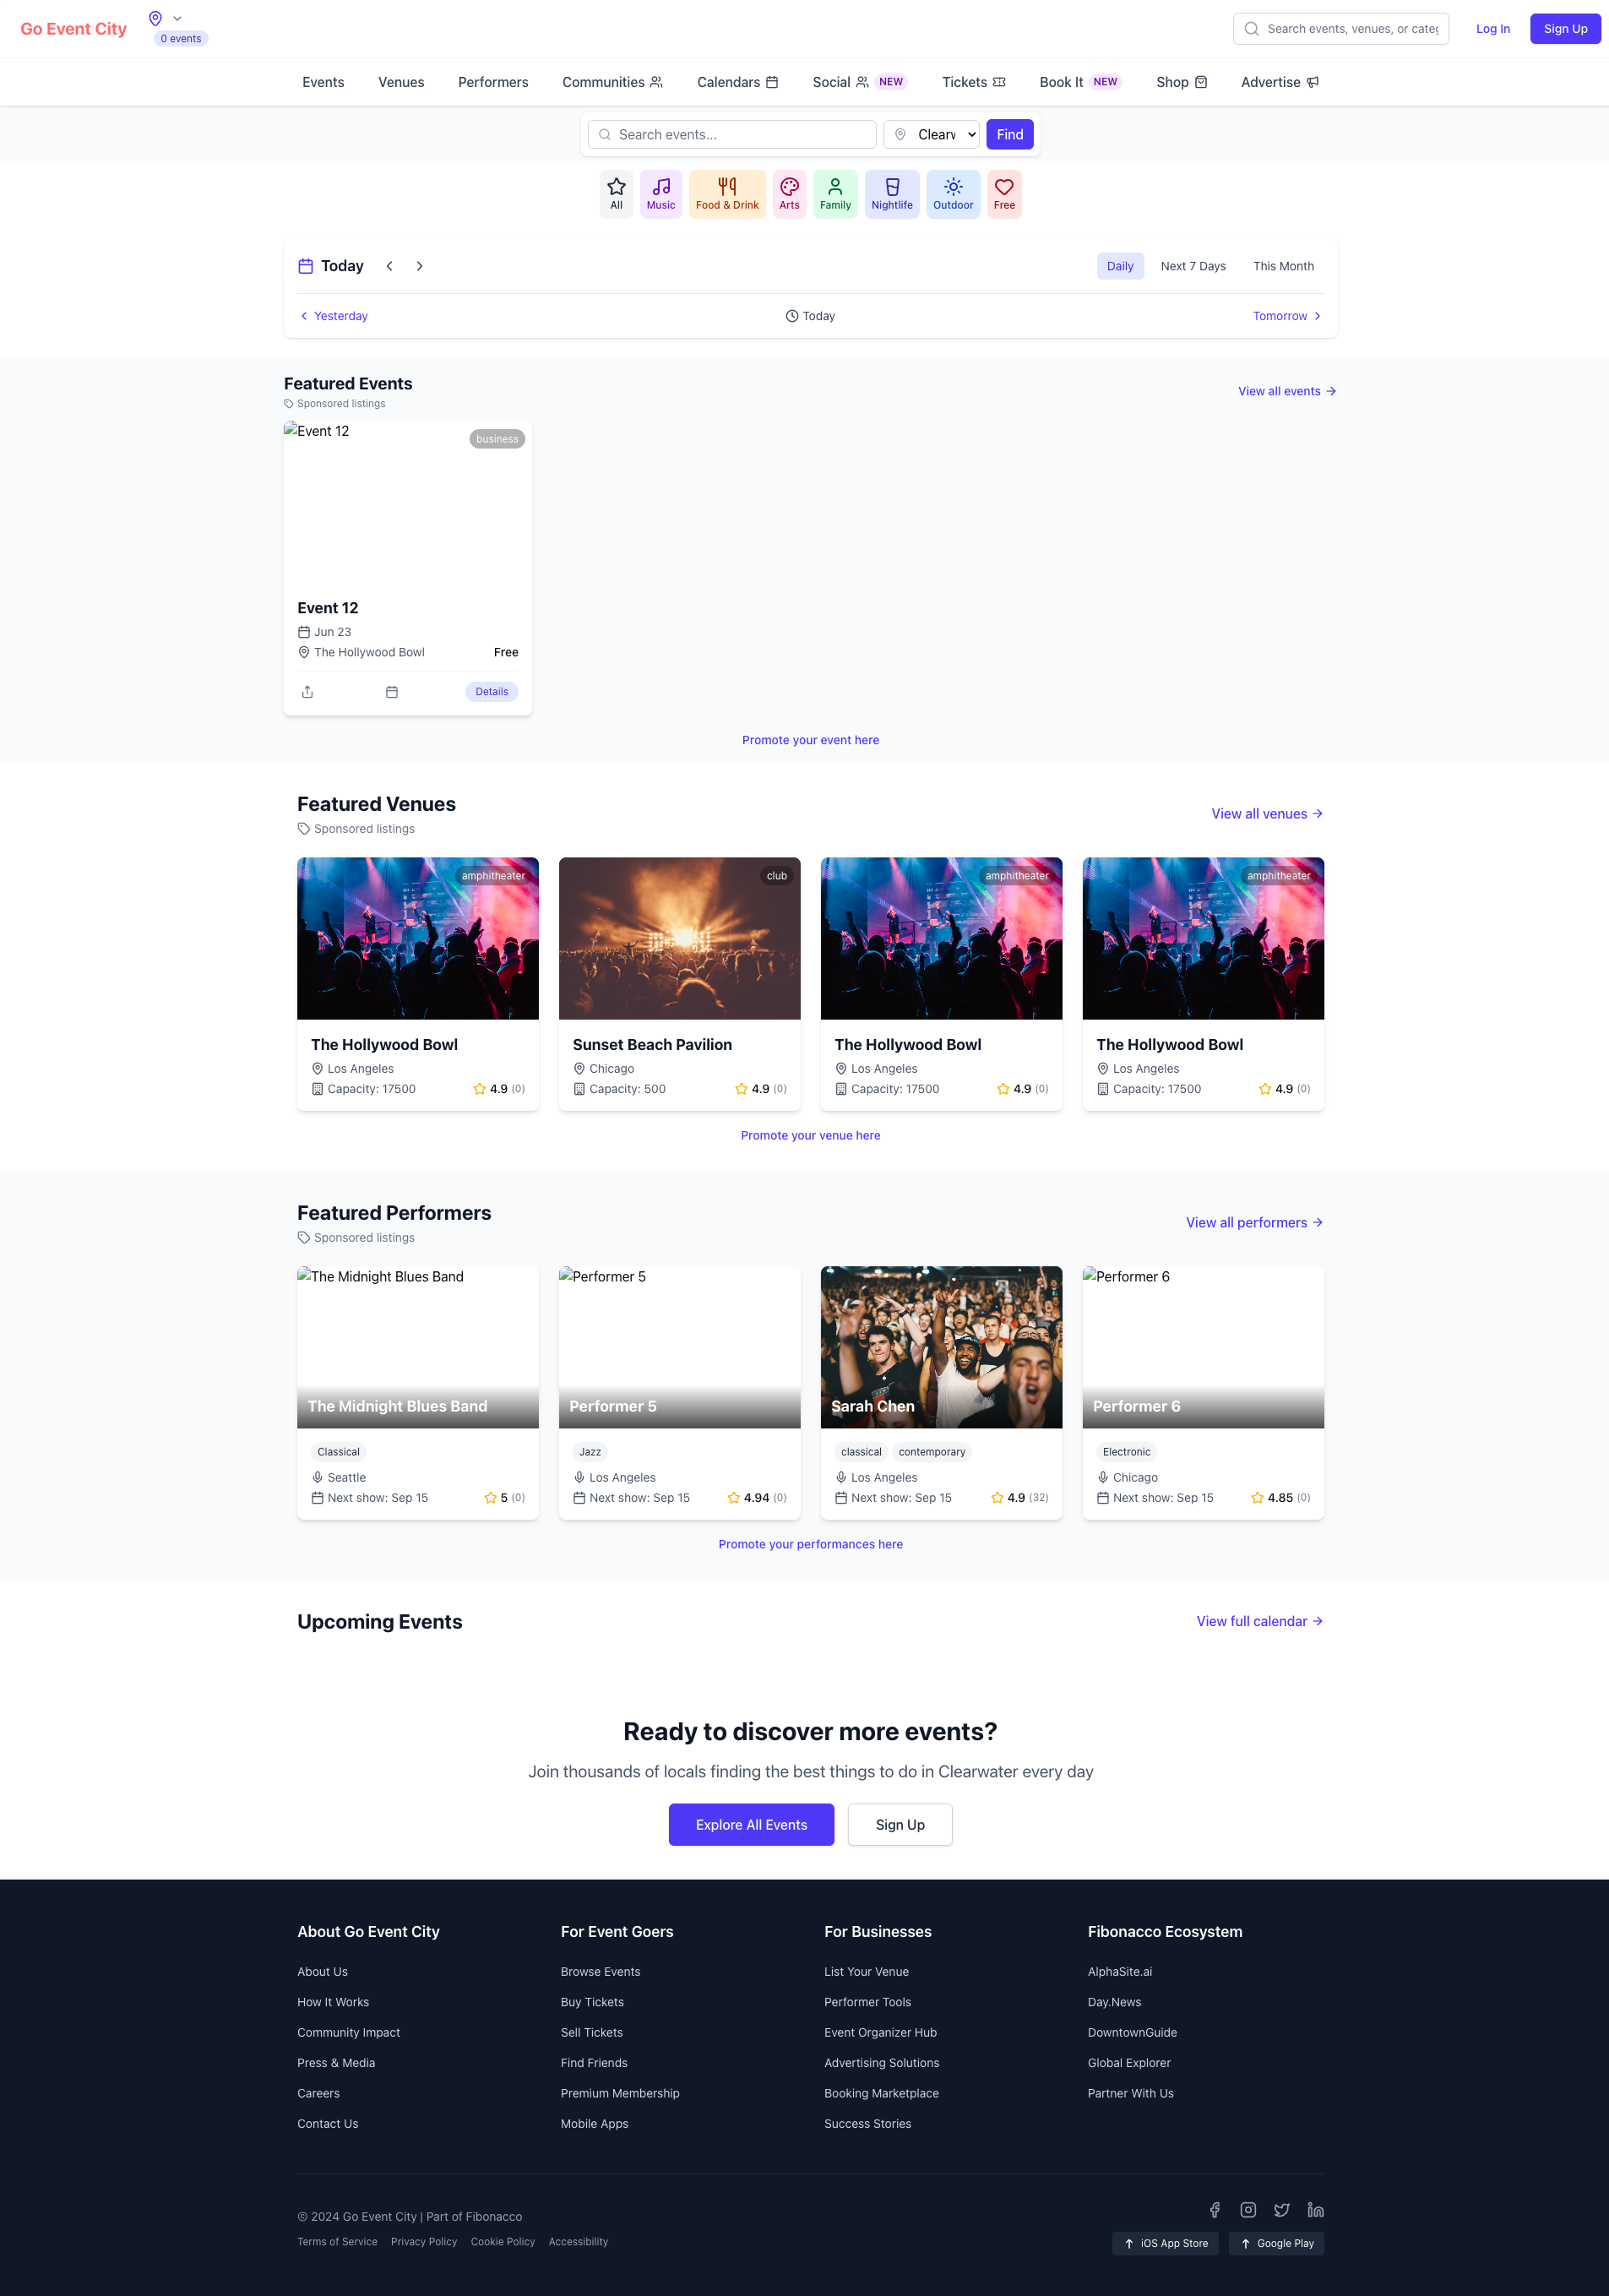 Go Event City
0 events
Search events, venues, or categ
Log In
Sign Up
Events
Venues
Performers
Communities
Calendars
Social NEW
Tickets
Book It NEW
Shop
Advertise
Search events...
Clearw
Find
All
Music
Food & Drink
Arts
Family
Nightlife
Outdoor
Free
Today
Daily
Next 7 Days
This Month
Yesterday
Today
Tomorrow
Featured Events
Sponsored listings
View all events
Event 12
business
Event 12
Jun 23
The Hollywood Bowl
Free
Details
Promote your event here
Featured Venues
Sponsored listings
View all venues
amphitheater
The Hollywood Bowl
Los Angeles
Capacity: 17500
4.9 (0)
club
Sunset Beach Pavilion
Chicago
Capacity: 500
4.9 (0)
amphitheater
The Hollywood Bowl
Los Angeles
Capacity: 17500
4.9 (0)
amphitheater
The Hollywood Bowl
Los Angeles
Capacity: 17500
4.9 (0)
Promote your venue here
Featured Performers
Sponsored listings
View all performers
The Midnight Blues Band
The Midnight Blues Band
Classical
Seattle
Next show: Sep 15
5 (0)
Performer 5
Performer 5
Jazz
Los Angeles
Next show: Sep 15
4.94 (0)
Sarah Chen
classical
contemporary
Los Angeles
Next show: Sep 15
4.9 (32)
Performer 6
Performer 6
Electronic
Chicago
Next show: Sep 15
4.85 (0)
Promote your performances here
Upcoming Events
View full calendar
Ready to discover more events?
Join thousands of locals finding the best things to do in Clearwater every day
Explore All Events
Sign Up
About Go Event City
About Us
How It Works
Community Impact
Press & Media
Careers
Contact Us
For Event Goers
Browse Events
Buy Tickets
Sell Tickets
Find Friends
Premium Membership
Mobile Apps
For Businesses
List Your Venue
Performer Tools
Event Organizer Hub
Advertising Solutions
Booking Marketplace
Success Stories
Fibonacco Ecosystem
AlphaSite.ai
Day.News
DowntownGuide
Global Explorer
Partner With Us
© 2024 Go Event City | Part of Fibonacco
Terms of Service
Privacy Policy
Cookie Policy
Accessibility
iOS App Store
Google Play